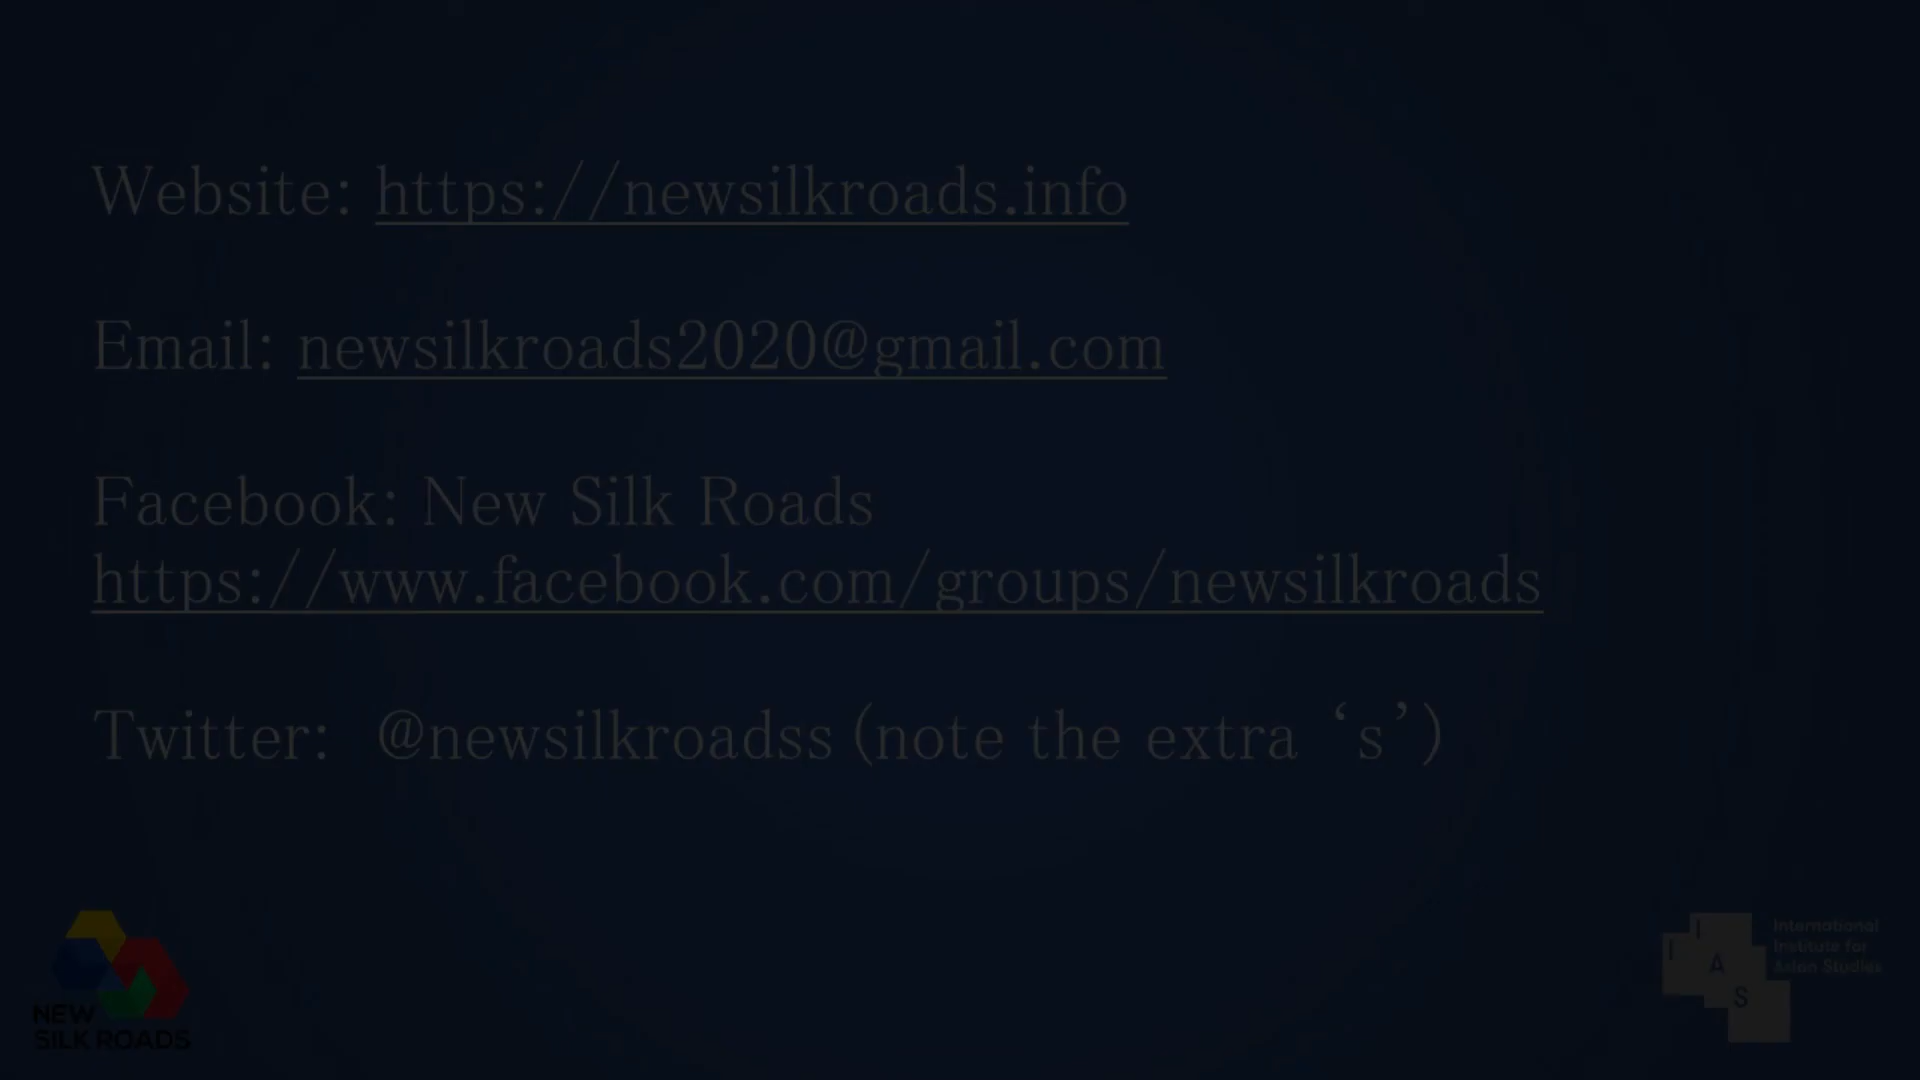 Website: https://newsilkroads.info
Email: newsilkroads2020@gmail.com
Facebook: New Silk Roads
https://www.facebook.com/groups/newsilkroads
Twitter: @newsilkroadss (note the extra ‘s’)
NEW
SILK ROADS
I
I
A
S
International
Institute for
Asian Studies